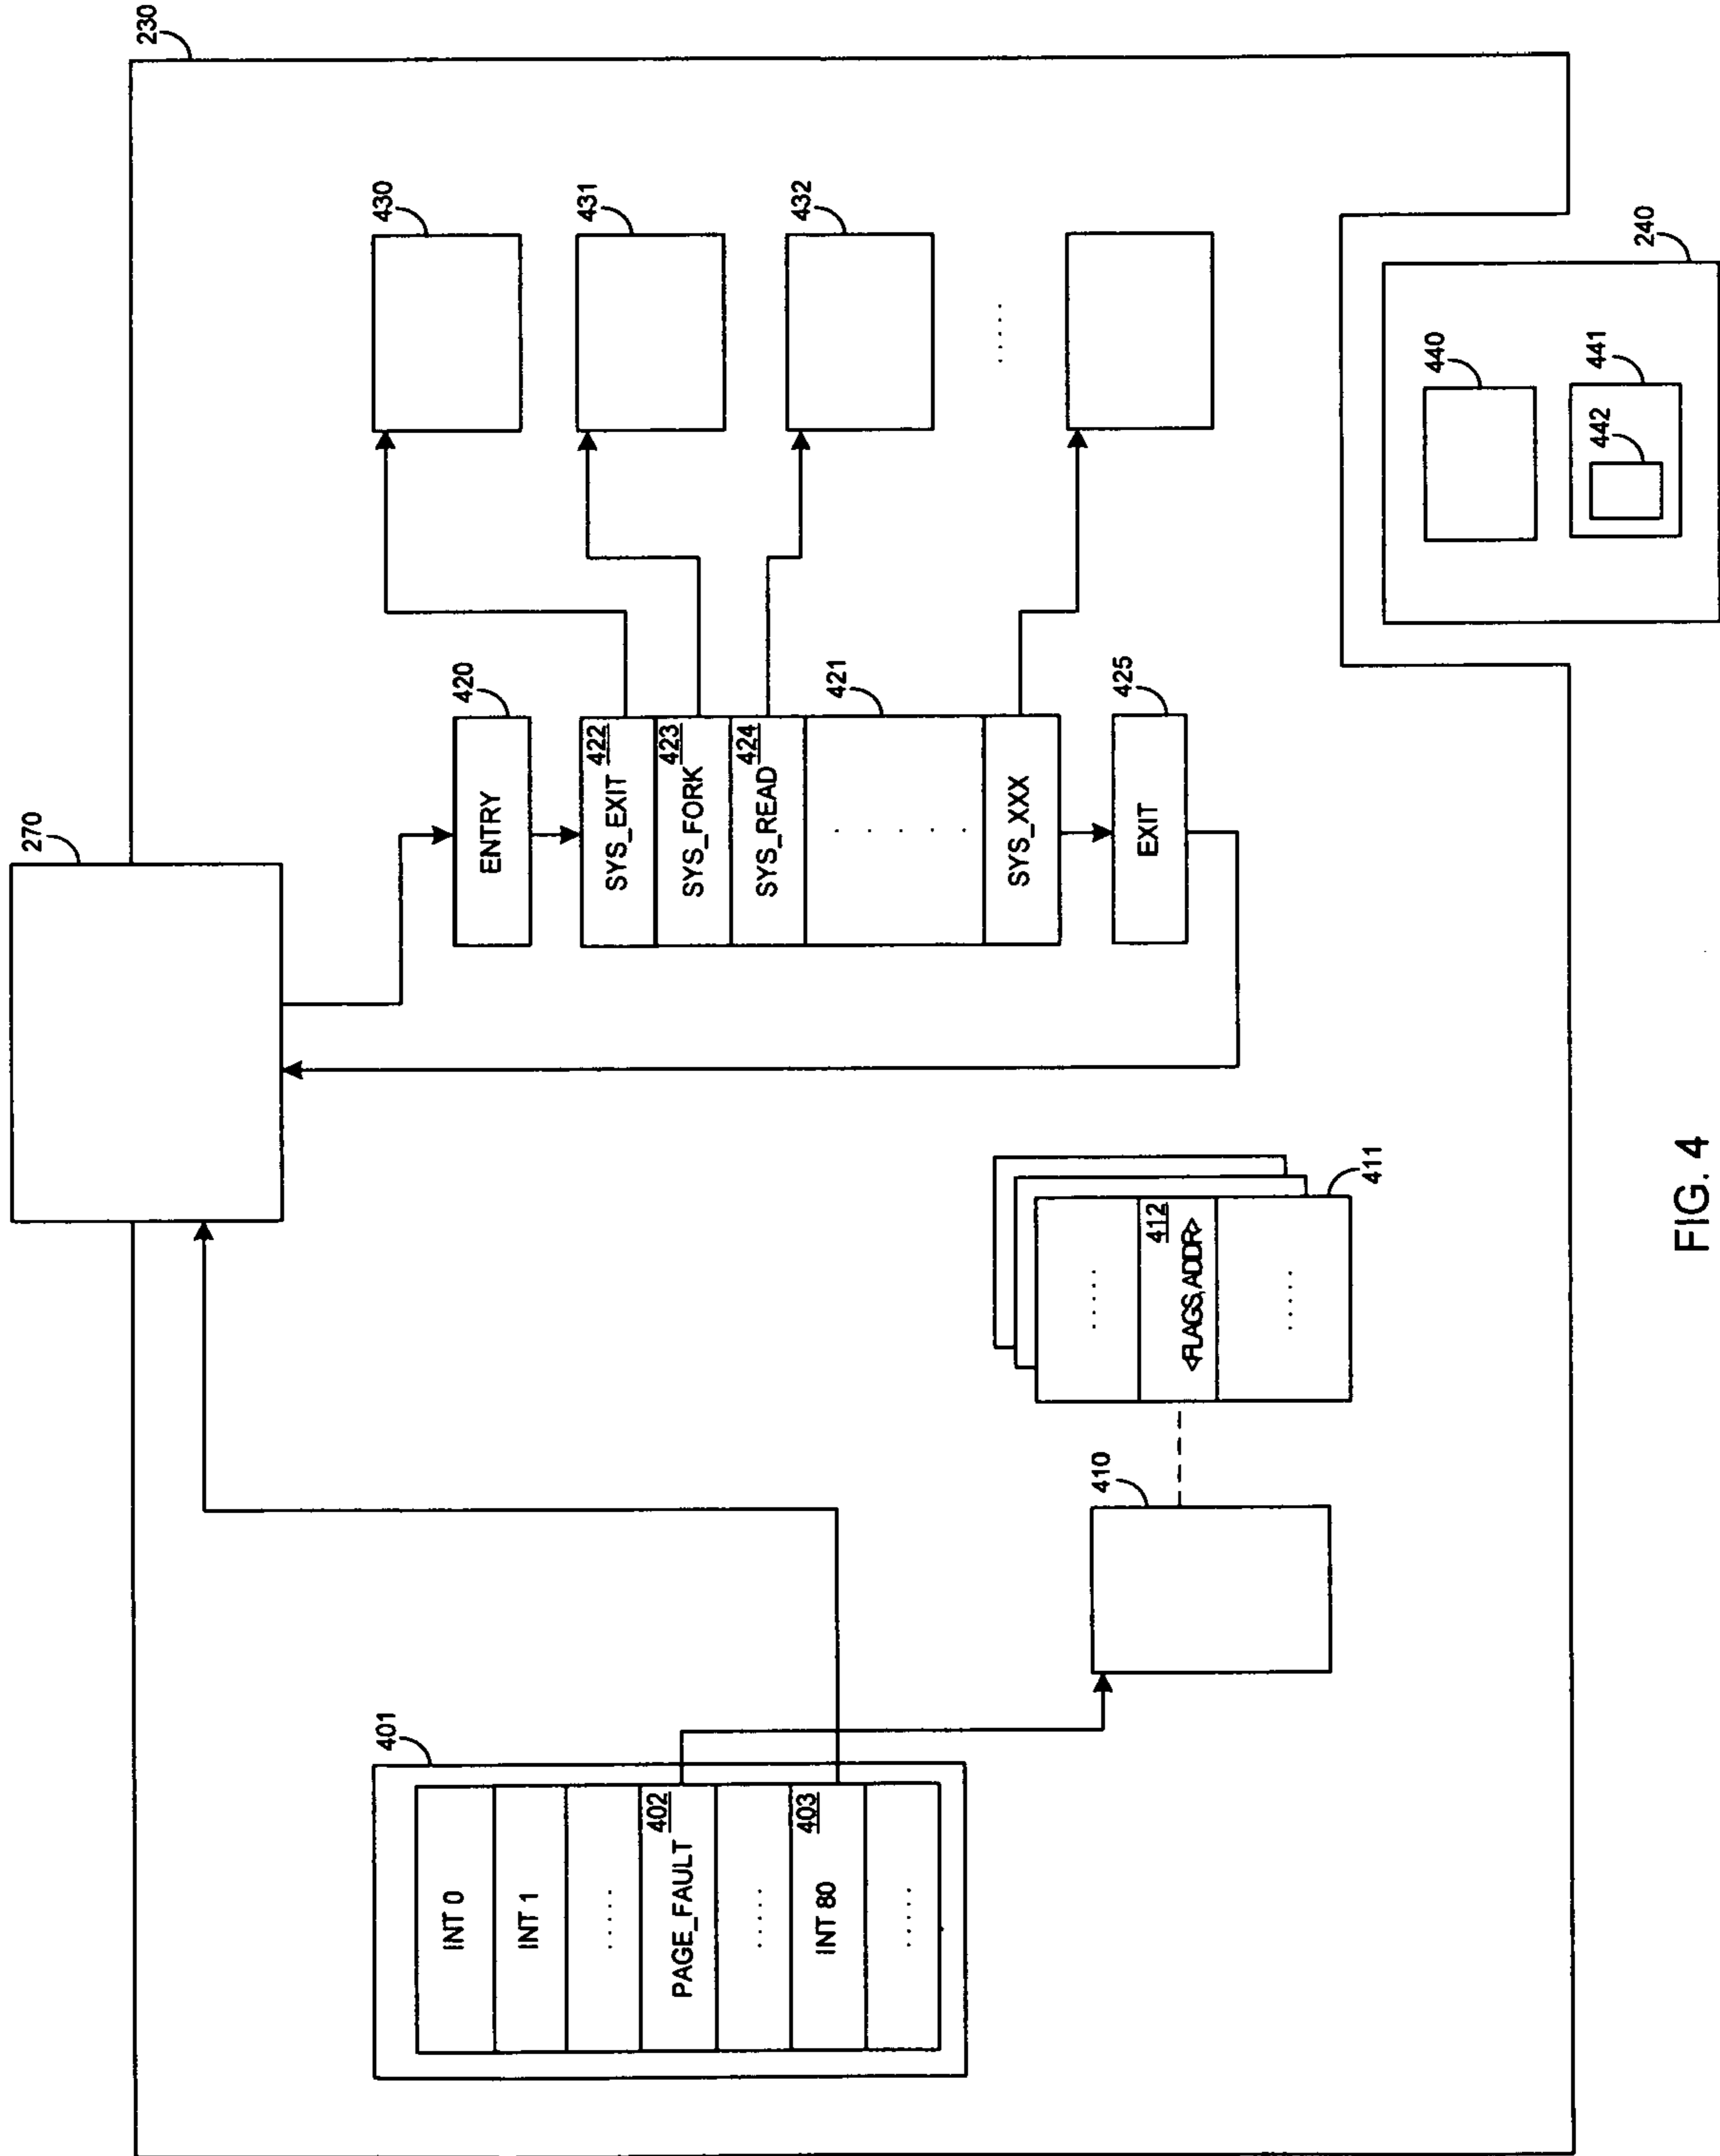 270
230
401
INT 0
INT 1
.....
402
PAGE_FAULT
.....
403
INT 80
.....
410
.....
412
<FLAGS,ADDR>
.....
411
420
ENTRY
422
SYS_EXIT
423
SYS_FORK
424
SYS_READ
421
.....
SYS_XXX
425
EXIT
430
431
432
.....
440
442
441
240
FIG. 4